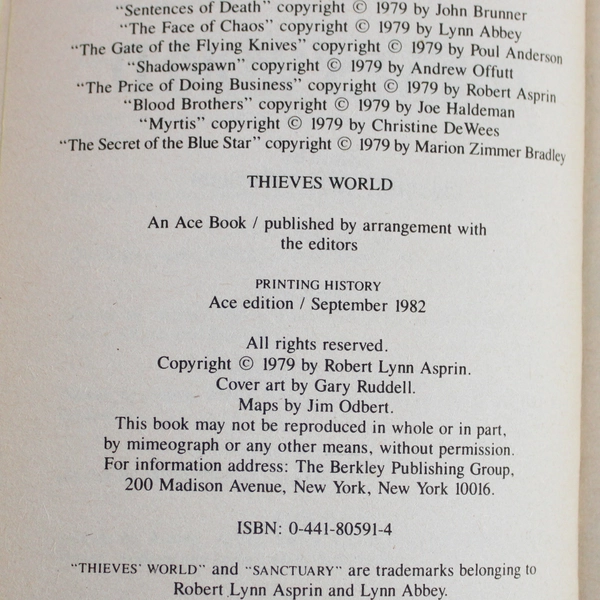 “Sentences of Death” copyright © 1979 by John Brunner
“The Face of Chaos” copyright © 1979 by Lynn Abbey
“The Gate of the Flying Knives” copyright © 1979 by Poul Anderson
“Shadowspawn” copyright © 1979 by Andrew Offutt
“The Price of Doing Business” copyright © 1979 by Robert Asprin
“Blood Brothers” copyright © 1979 by Joe Haldeman
“Myrtis” copyright © 1979 by Christine DeWees
“The Secret of the Blue Star” copyright © 1979 by Marion Zimmer Bradley
THIEVES WORLD
An Ace Book / published by arrangement with
the editors
PRINTING HISTORY
Ace edition / September 1982
All rights reserved.
Copyright © 1979 by Robert Lynn Asprin.
Cover art by Gary Ruddell.
Maps by Jim Odbert.
This book may not be reproduced in whole or in part,
by mimeograph or any other means, without permission.
For information address: The Berkley Publishing Group,
200 Madison Avenue, New York, New York 10016.
ISBN: 0-441-80591-4
“THIEVES’ WORLD” and “SANCTUARY” are trademarks belonging to
Robert Lynn Asprin and Lynn Abbey.